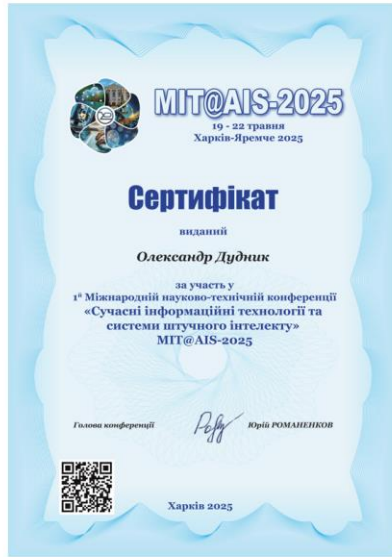 MIT@AIS-2025
19 - 22 травня
Харків-Яремче 2025
Сертифікат
виданий
Олександр Дудник
за участь у
1й Міжнародній науково-технічній конференції
«Сучасні інформаційні технології та
системи штучного інтелекту»
MIT@AIS-2025
Голова конференції Юрій РОМАНЕНКОВ
Харків 2025